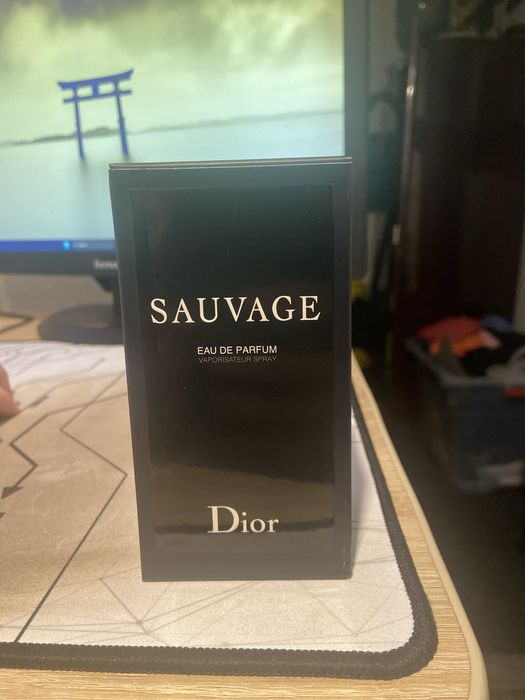 SAUVAGE
EAU DE PARFUM
VAPORISATEUR SPRAY
Dior